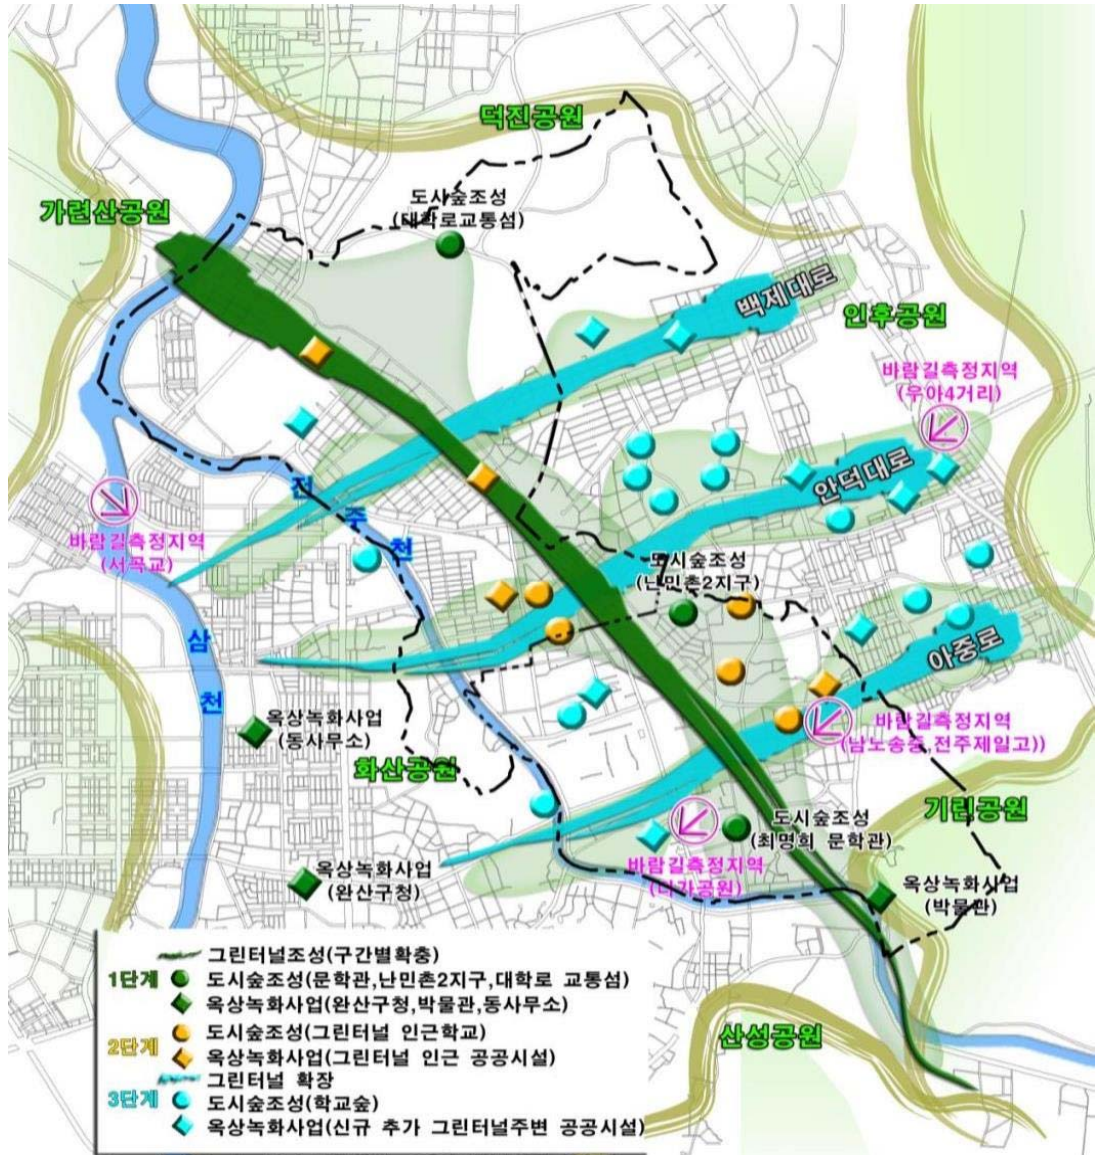 덕진공원
도시숲조성
(대학로교통섬)
가련산공원
백제대로
인후공원
바람길측정지역
(우아4거리)
안덕대로
전주천
바람길측정지역
(서곡교)
도시숲조성
(난민촌2지구)
삼천
아중로
옥상녹화사업
(동사무소)
바람길측정지역
(남노송동,전주제일고))
화산공원
기린공원
도시숲조성
(최명희 문학관)
바람길측정지역
(다가공원)
옥상녹화사업
(완산구청)
옥상녹화사업
(박물관)
산성공원
그린터널조성(구간별확충)
1단계 도시숲조성(문학관,난민촌2지구,대학로 교통섬)
옥상녹화사업(완산구청,박물관,동사무소)
도시숲조성(그린터널 인근학교)
2단계
옥상녹화사업(그린터널 인근 공공시설)
그린터널 확장
3단계 도시숲조성(학교숲)
옥상녹화사업(신규 추가 그린터널주변 공공시설)